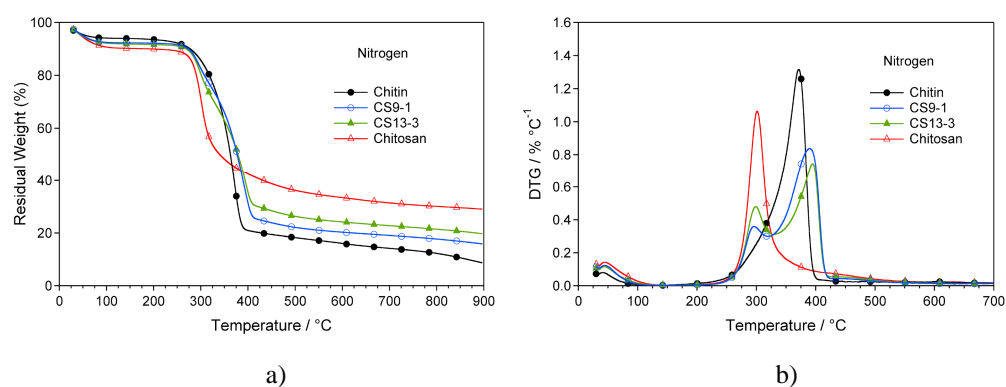 100
80
60
40
20
0
Residual Weight (%)
0 100 200 300 400 500 600 700 800 900
Temperature / °C
Nitrogen
Chitin
CS9-1
CS13-3
Chitosan
a)
1.6
1.4
1.2
1.0
0.8
0.6
0.4
0.2
0.0
DTG / % °C⁻¹
0 100 200 300 400 500 600 700
Temperature / °C
Nitrogen
Chitin
CS9-1
CS13-3
Chitosan
b)